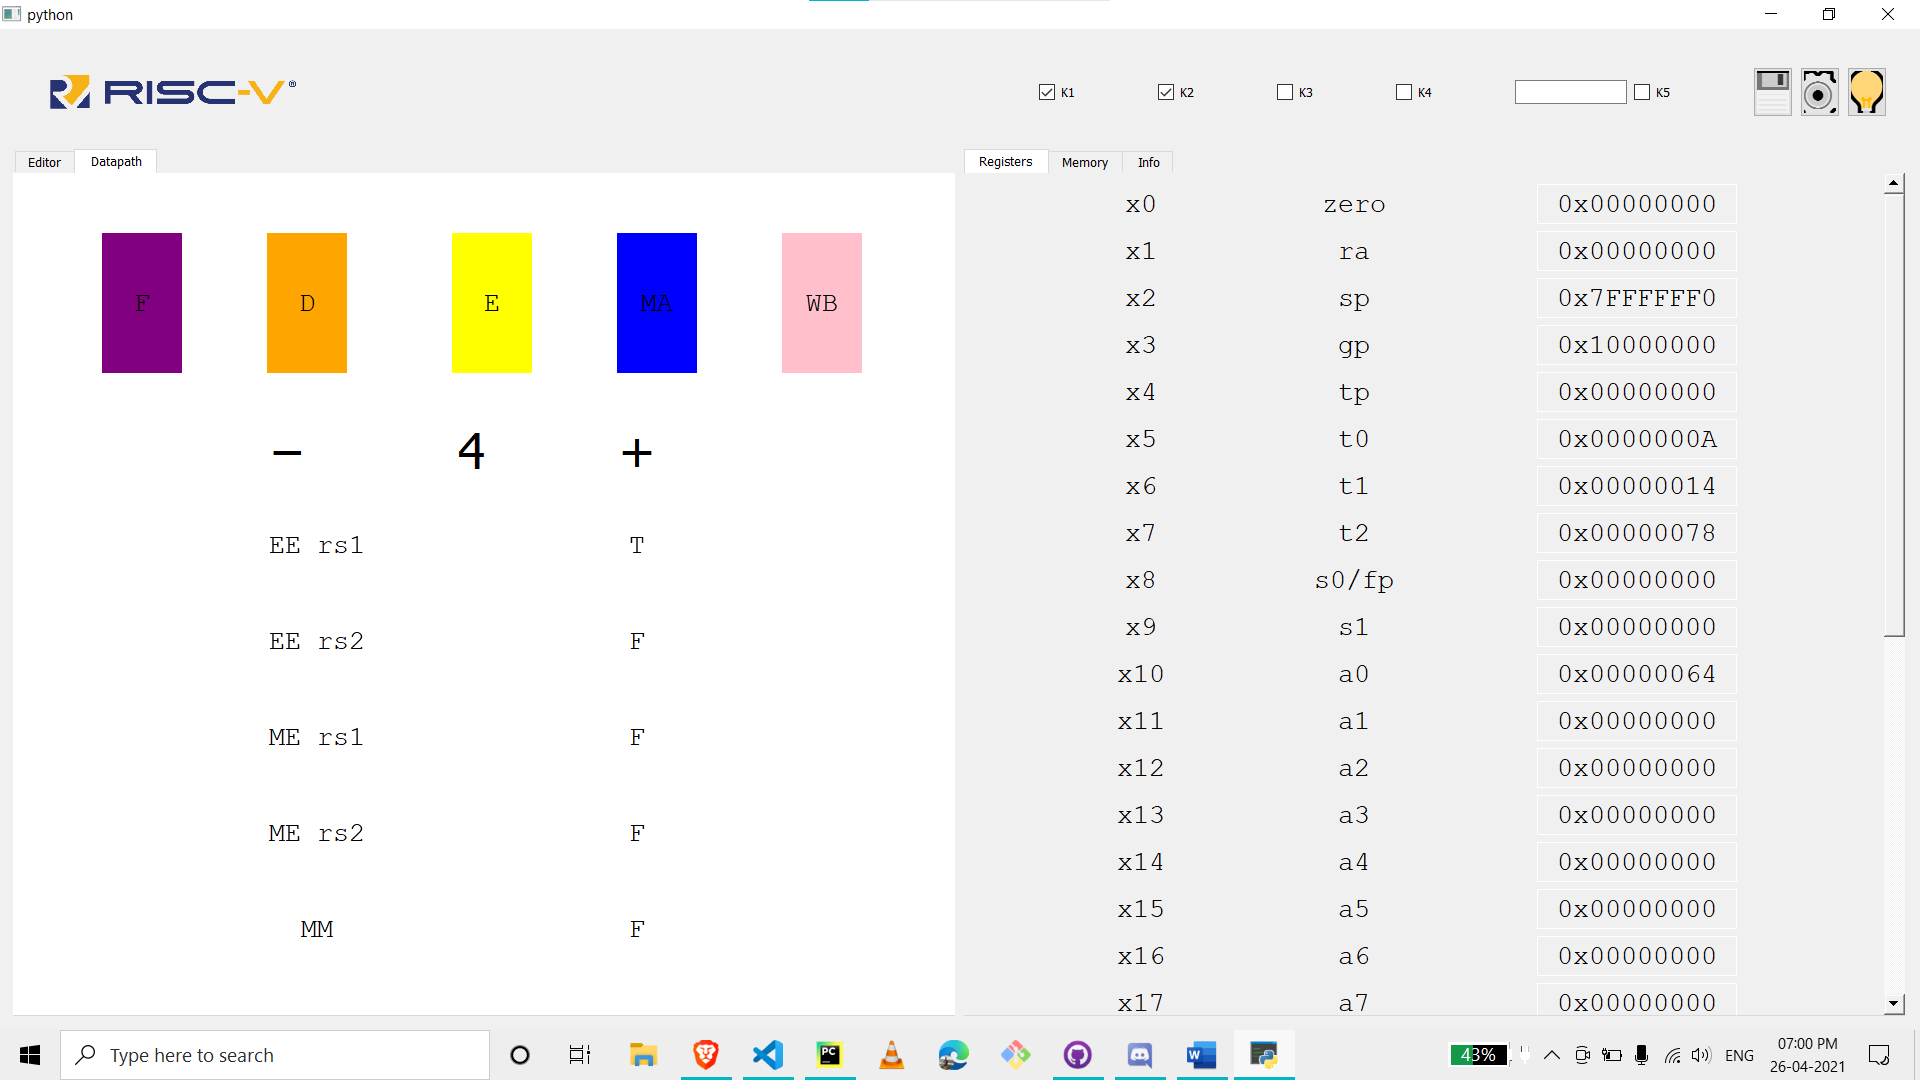 python
RISC-V®
K1 K2 K3 K4 K5
Editor Datapath
Registers Memory Info
F D E MA WB
- 4 +
EE rs1 T
EE rs2 F
ME rs1 F
ME rs2 F
MM F
x0 zero 0x00000000
x1 ra 0x00000000
x2 sp 0x7FFFFFF0
x3 gp 0x10000000
x4 tp 0x00000000
x5 t0 0x0000000A
x6 t1 0x00000014
x7 t2 0x00000078
x8 s0/fp 0x00000000
x9 s1 0x00000000
x10 a0 0x00000064
x11 a1 0x00000000
x12 a2 0x00000000
x13 a3 0x00000000
x14 a4 0x00000000
x15 a5 0x00000000
x16 a6 0x00000000
x17 a7 0x00000000
Type here to search
PC
W
43%
ENG
07:00 PM
26-04-2021